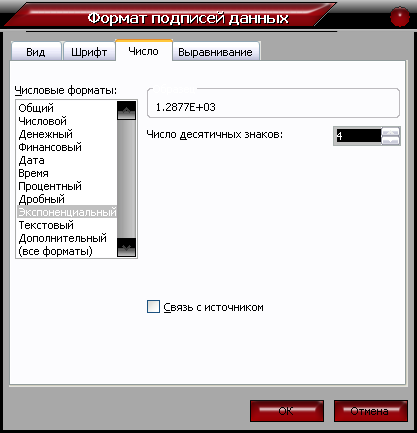 Формат подписей данных
Вид Шрифт Число Выравнивание
Числовые форматы:
Общий
Числовой
Денежный
Финансовый
Дата
Время
Процентный
Дробный
Экспоненциальный
Текстовый
Дополнительный
(все форматы)
1.2877E+03
Число десятичных знаков: 4
Связь с источником
OK Отмена